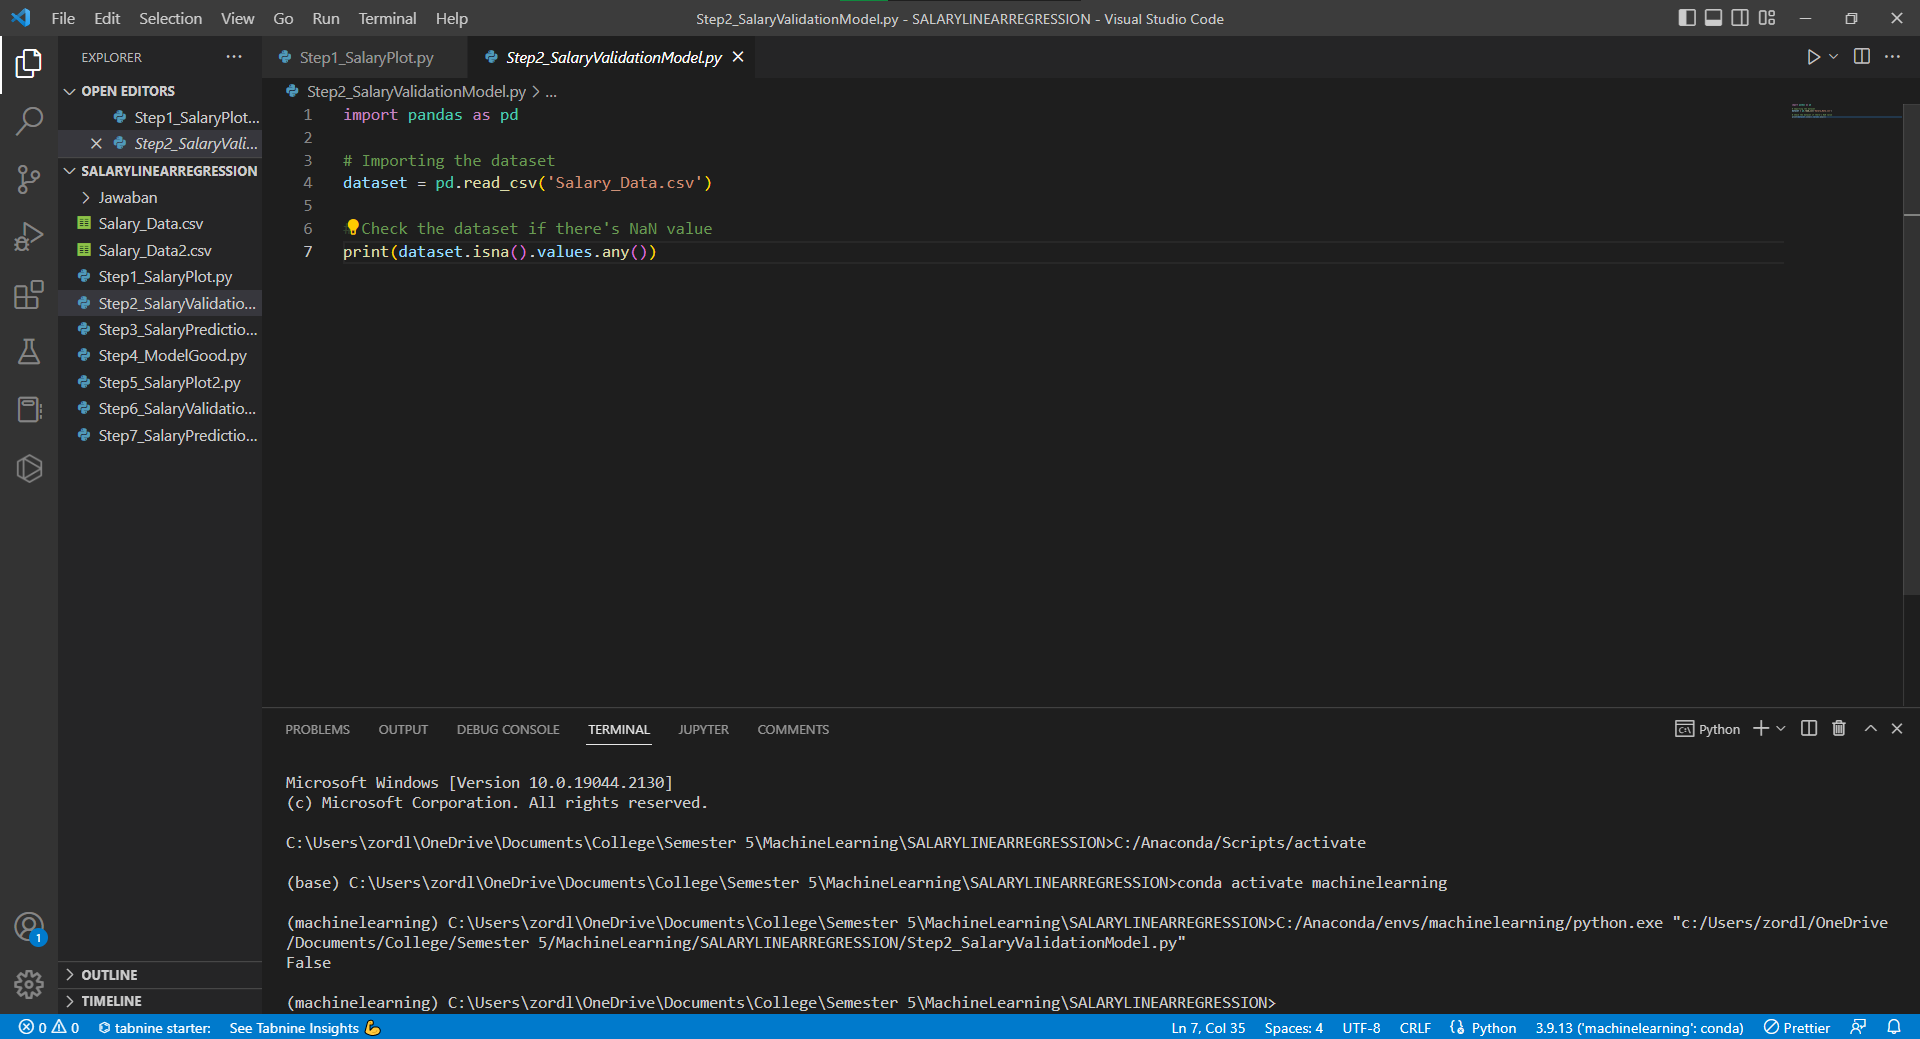 File Edit Selection View Go Run Terminal Help
Step2_SalaryValidationModel.py - SALARYLINEARREGRESSION - Visual Studio Code
EXPLORER
OPEN EDITORS
Step1_SalaryPlot...
Step2_SalaryVali...
SALARYLINEARREGRESSION
Jawaban
Salary_Data.csv
Salary_Data2.csv
Step1_SalaryPlot.py
Step2_SalaryValidatio...
Step3_SalaryPredictio...
Step4_ModelGood.py
Step5_SalaryPlot2.py
Step6_SalaryValidatio...
Step7_SalaryPredictio...
OUTLINE
TIMELINE
Step1_SalaryPlot.py
Step2_SalaryValidationModel.py
Step2_SalaryValidationModel.py > ...
1 import pandas as pd
2
3 # Importing the dataset
4 dataset = pd.read_csv('Salary_Data.csv')
5
6 # Check the dataset if there's NaN value
7 print(dataset.isna().values.any())
PROBLEMS OUTPUT DEBUG CONSOLE TERMINAL JUPYTER COMMENTS
Python
Microsoft Windows [Version 10.0.19044.2130]
(c) Microsoft Corporation. All rights reserved.
C:\Users\zordl\OneDrive\Documents\College\Semester 5\MachineLearning\SALARYLINEARREGRESSION>C:/Anaconda/Scripts/activate
(base) C:\Users\zordl\OneDrive\Documents\College\Semester 5\MachineLearning\SALARYLINEARREGRESSION>conda activate machinelearning
(machinelearning) C:\Users\zordl\OneDrive\Documents\College\Semester 5\MachineLearning\SALARYLINEARREGRESSION>C:/Anaconda/envs/machinelearning/python.exe "c:/Users/zordl/OneDrive
/Documents/College/Semester 5/MachineLearning/SALARYLINEARREGRESSION/Step2_SalaryValidationModel.py"
False
(machinelearning) C:\Users\zordl\OneDrive\Documents\College\Semester 5\MachineLearning\SALARYLINEARREGRESSION>
1
0 0 tabnine starter: See Tabnine Insights 💪
Ln 7, Col 35 Spaces: 4 UTF-8 CRLF Python 3.9.13 ('machinelearning': conda) Prettier